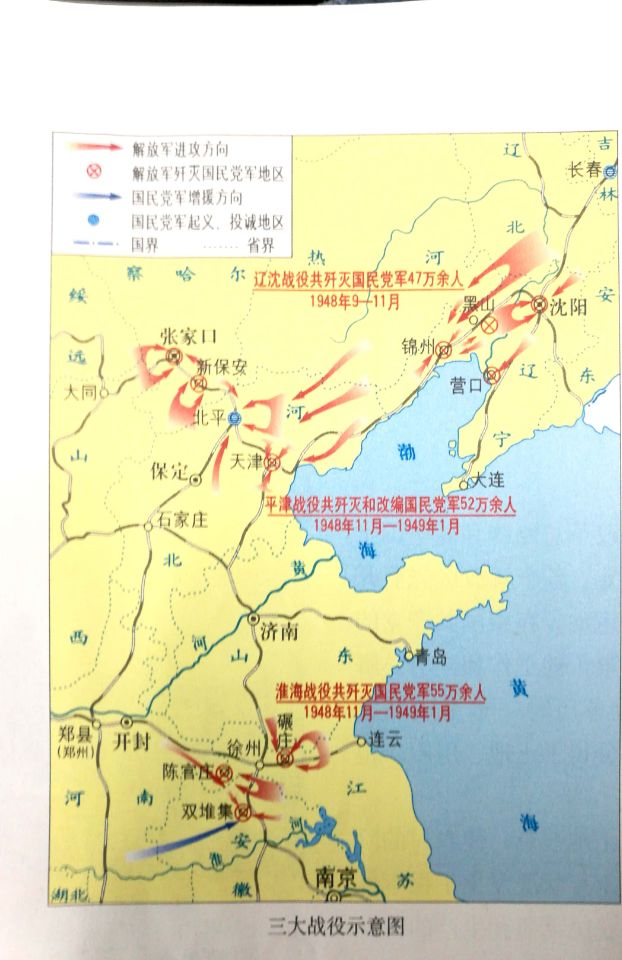 解放军进攻方向
解放军歼灭国民党军地区
国民党军增援方向
国民党军起义、投诚地区
国界 省界
辽
吉
长春
林
北
热
河
察 哈 尔
绥
辽沈战役共歼灭国民党军47万余人
1948年9—11月
安
黑山
沈阳
张家口
锦州
远
新保安
大同
营口
辽
东
北平
河
宁
渤
山
天津
保定
大连
平津战役共歼灭和改编国民党军52万余人
1948年11月—1949年1月
石家庄
海
北
黄
济南
西
河
山
东
青岛
淮海战役共歼灭国民党军55万余人
1948年11月—1949年1月
黄
碾
庄
郑县
(郑州)
开封
徐州
连云
陈官庄
河
南
江
双堆集
河
海
安
淮
南京
徽
苏
湖北
三大战役示意图